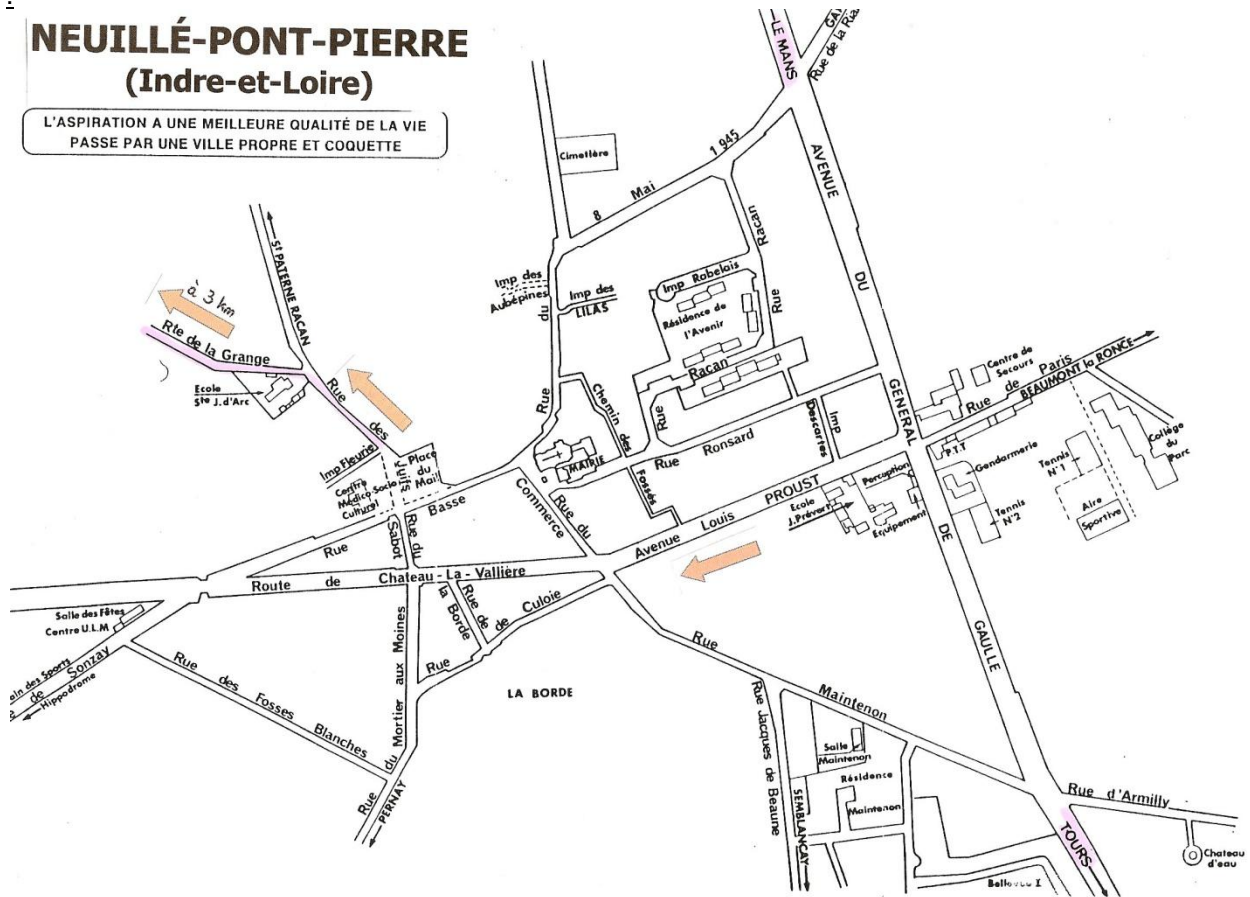 NEUILLÉ-PONT-PIERRE
(Indre-et-Loire)
L'ASPIRATION A UNE MEILLEURE QUALITÉ DE LA VIE
PASSE PAR UNE VILLE PROPRE ET COQUETTE
LE MANS
Rue de la
Cimetière
8 Mai 1945
AVENUE DU GENERAL DE GAULLE
St PATERNE RACAN
à 3 km
Rte de la Grange
Ecole
Ste J. d'Arc
Rue des Juifs
Imp Fleurie
Place
du
Mail
Centre
Médico-Socio
Culturel
Imp des
Aubépines
Imp des
LILAS
Rue du
Imp Rabelais
Résidence de
l'Avenir
Rue Racan
Rue Racan
Chemin des
Fossés
MAIRIE
Rue Ronsard
Imp
Descartes
Centre de
Secours
Rue de Paris
BEAUMONT la RONCE
P.T.T
Gendarmerie
Tennis
N°1
Tennis
N°2
Aire
Sportive
Collège
du
Parc
Perception
Ecole
J. Prévert
Equipement
Avenue Louis PROUST
Rue du
Commerce
Rue Basse
Rue du
Sabot
Route de Chateau-La-Vallière
Rue de
la Borde
Rue de Culoie
LA BORDE
Salle des Fêtes
Centre U.L.M
des Sports
de Sonzay
Hippodrome
Rue des Fosses Blanches
Rue du Mortier aux Moines
PERNAY
Rue Maintenon
Rue Jacques de Beaune
SEMBLANCAY
Salle
Maintenon
Résidence
Maintenon
Rue d'Armilly
TOURS
Chateau
d'eau
Bellevue I